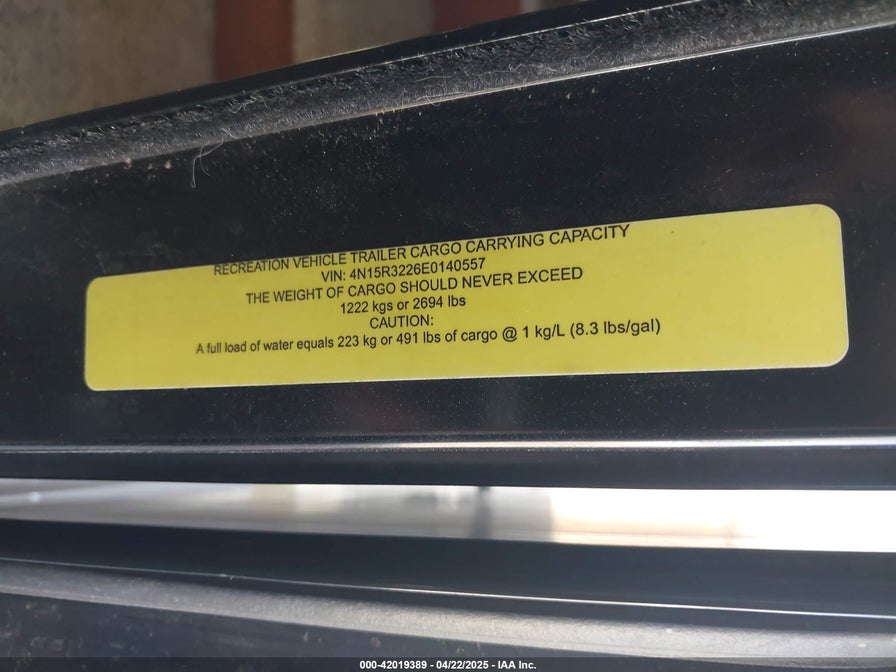 RECREATION VEHICLE TRAILER CARGO CARRYING CAPACITY
VIN: 4N15R3226E0140557
THE WEIGHT OF CARGO SHOULD NEVER EXCEED
1222 kgs or 2694 lbs
CAUTION:
A full load of water equals 223 kg or 491 lbs of cargo @ 1 kg/L (8.3 lbs/gal)
000-42019389 - 04/22/2025 - IAA Inc.